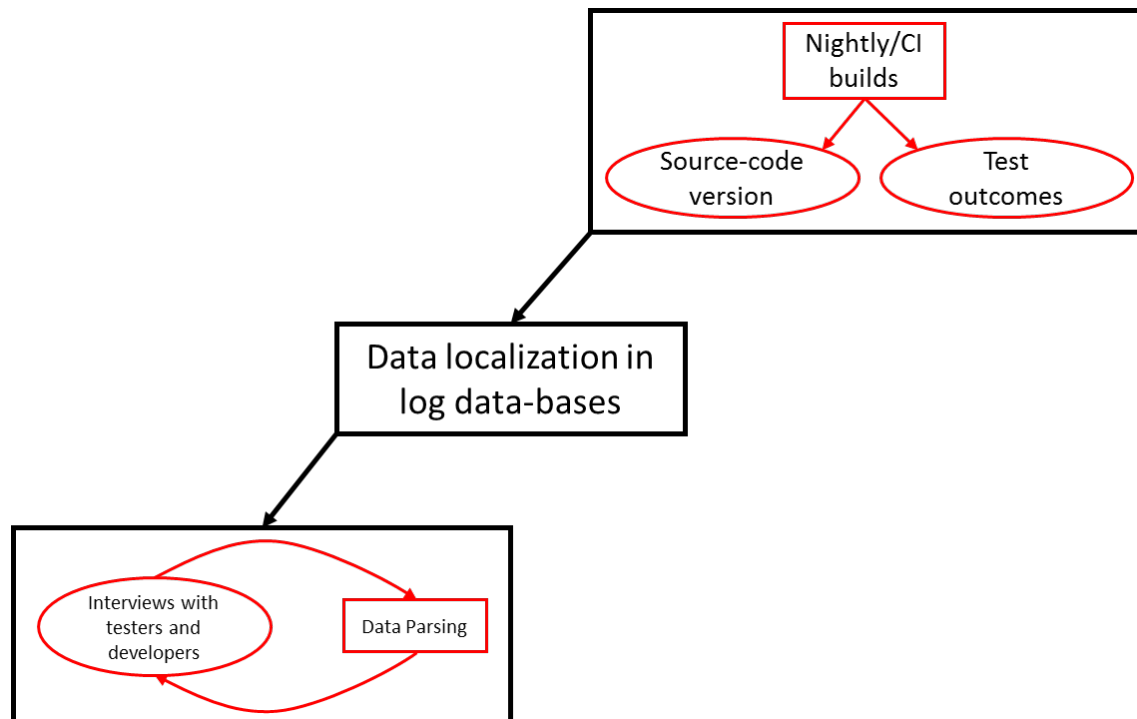 Nightly/CI
builds
Source-code
version
Test
outcomes
Data localization in
log data-bases
Interviews with
testers and
developers
Data Parsing